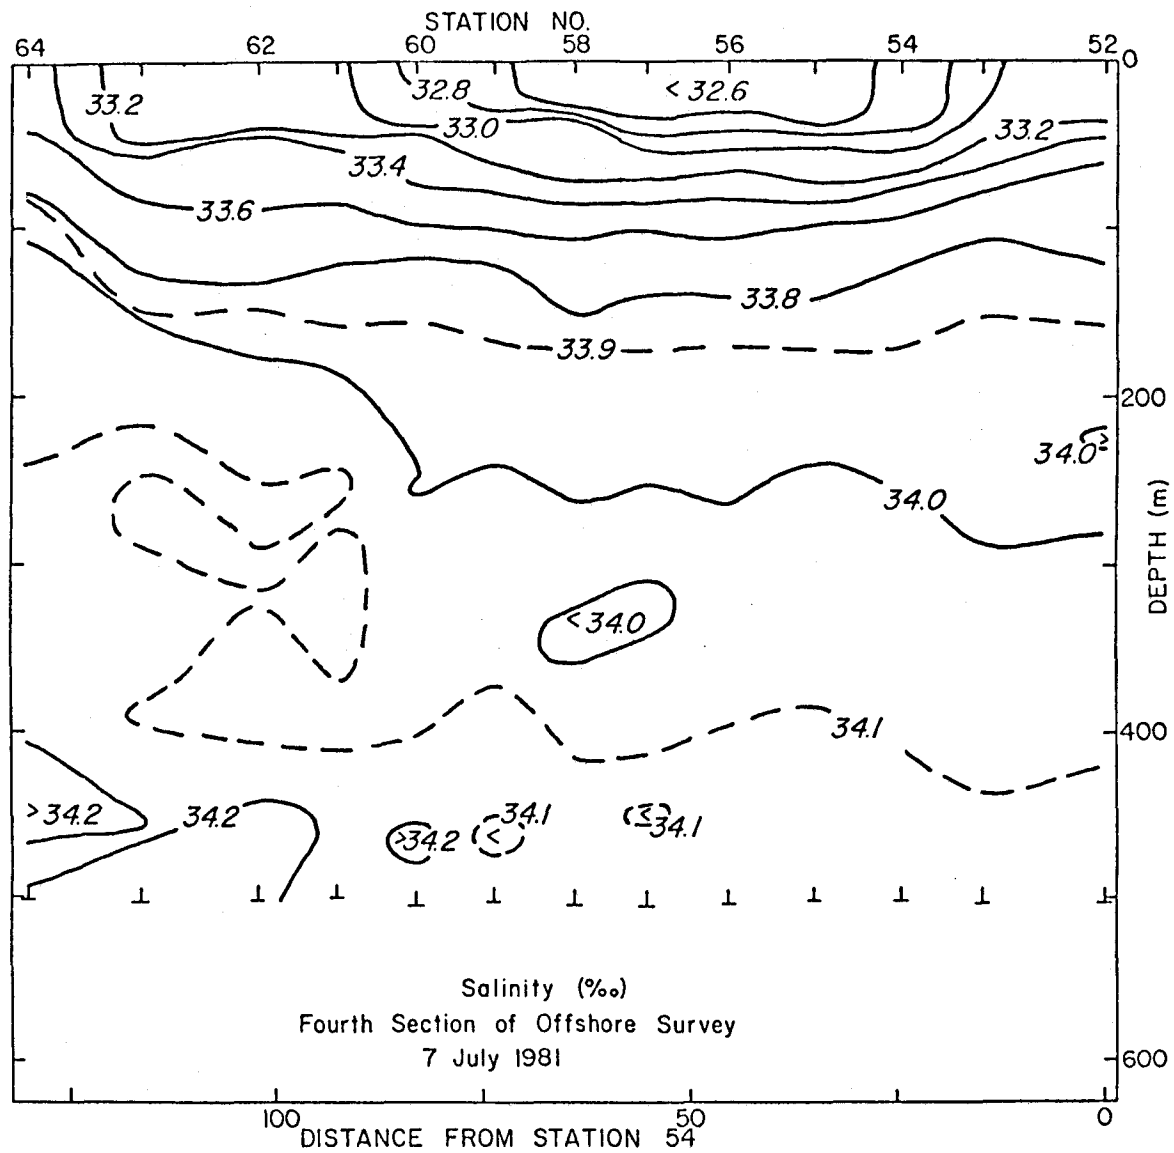 STATION NO.
64 62 60 58 56 54 52
0
33.2 32.8 < 32.6
33.0 33.2
33.4
33.6
33.8
33.9
200
34.0 >
34.0
DEPTH (m)
< 34.0
34.1
400
> 34.2 34.2 34.1
> 34.2 < < 34.1
Salinity (‰)
Fourth Section of Offshore Survey
7 July 1981
600
100 50 0
DISTANCE FROM STATION 54